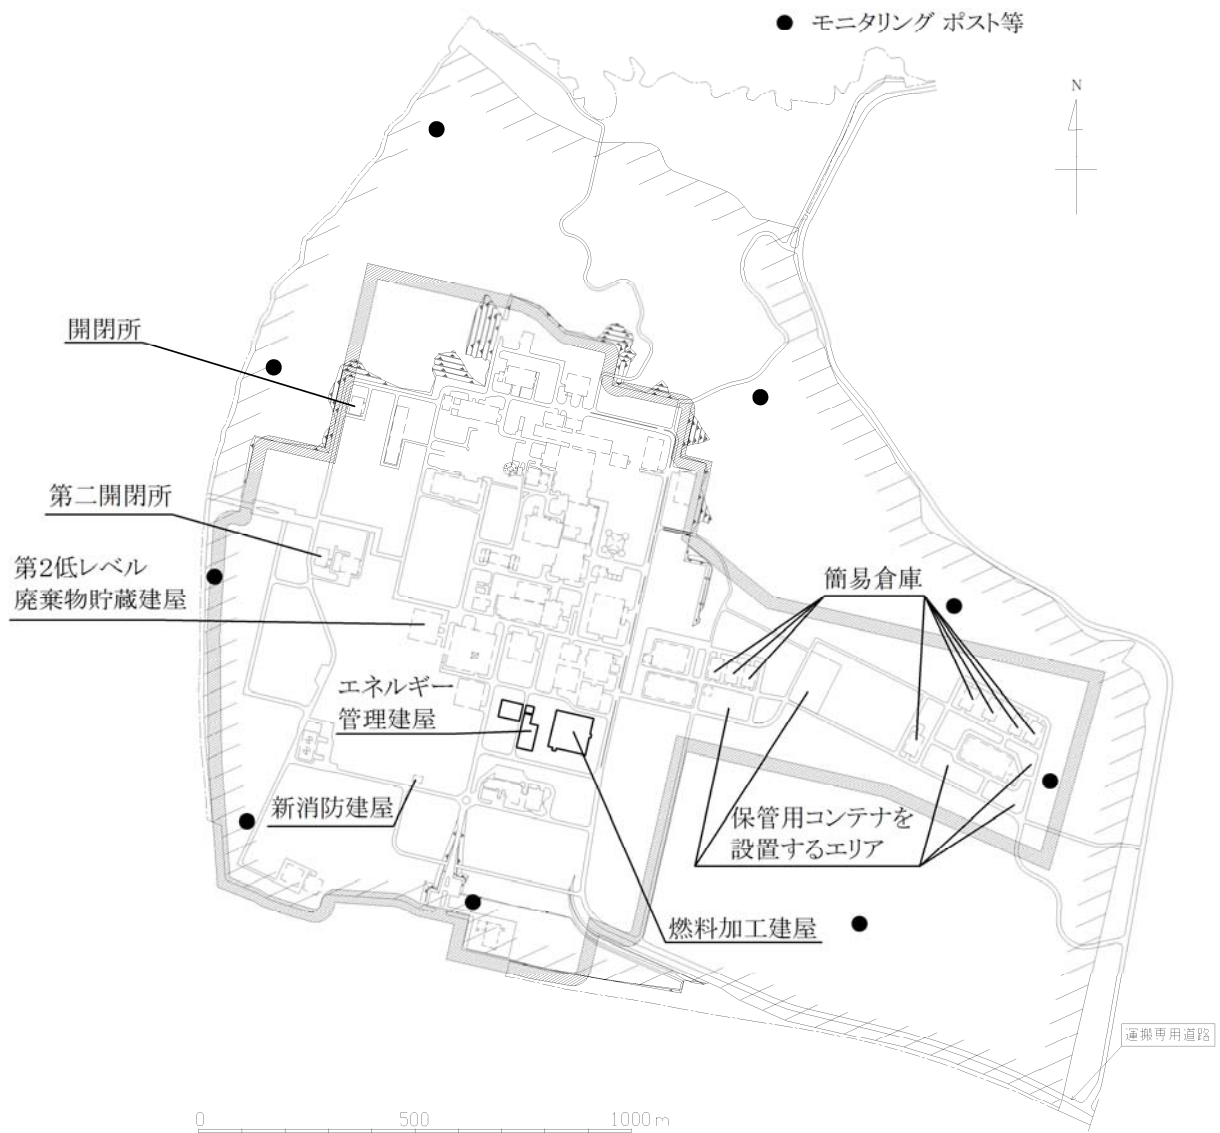 ● モニタリング ポスト等
N
開閉所
第二開閉所
第2低レベル
廃棄物貯蔵建屋
簡易倉庫
エネルギー
管理建屋
新消防建屋
保管用コンテナを
設置するエリア
燃料加工建屋
運搬専用道路
0 500 1000m